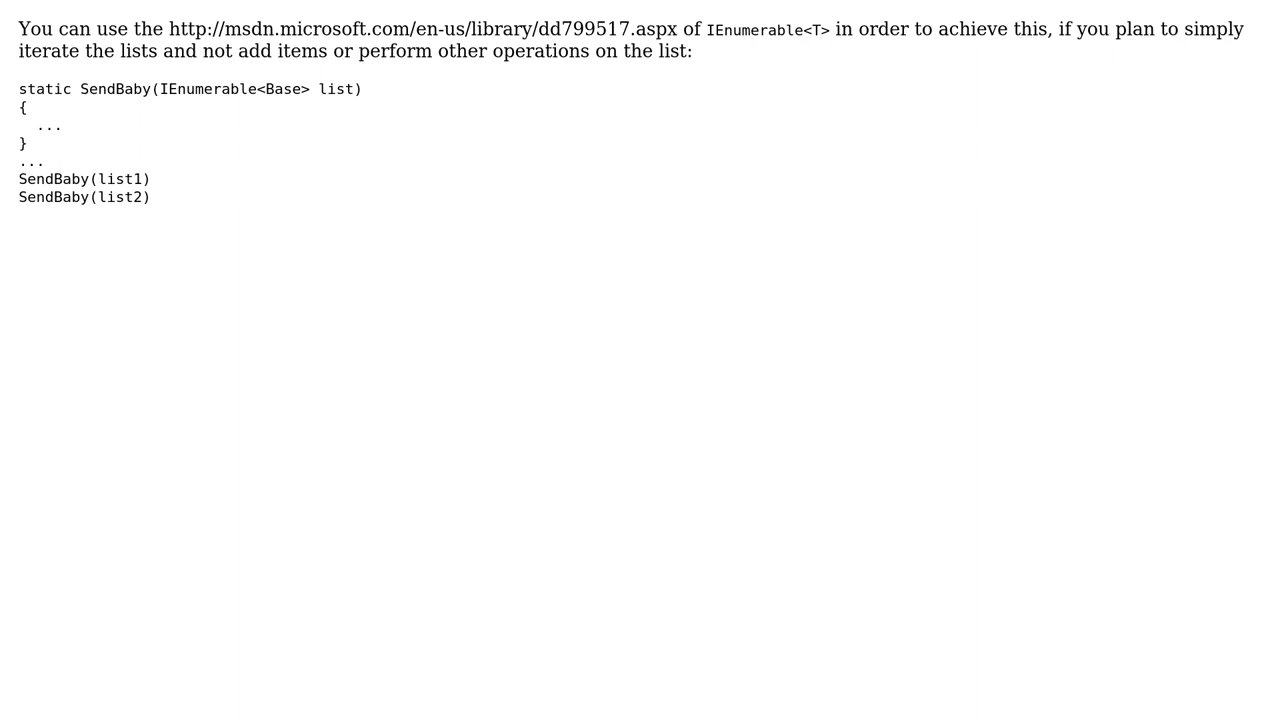 You can use the http://msdn.microsoft.com/en-us/library/dd799517.aspx of IEnumerable<T> in order to achieve this, if you plan to simply
iterate the lists and not add items or perform other operations on the list:
static SendBaby(IEnumerable<Base> list)
{
  ...
}
...
SendBaby(list1)
SendBaby(list2)